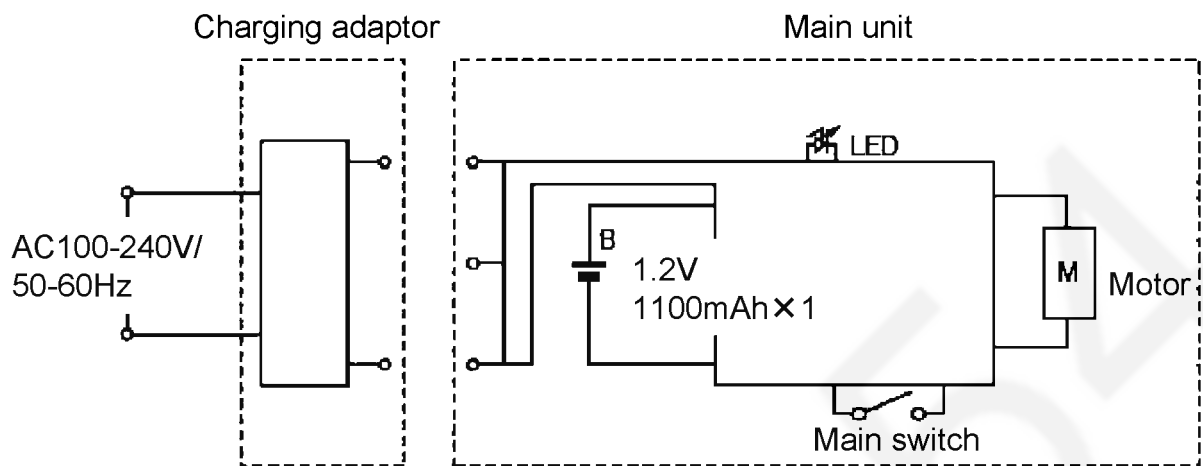 Charging adaptor
Main unit
LED
AC100-240V/
50-60Hz
B
1.2V
1100mAh×1
M
Motor
Main switch